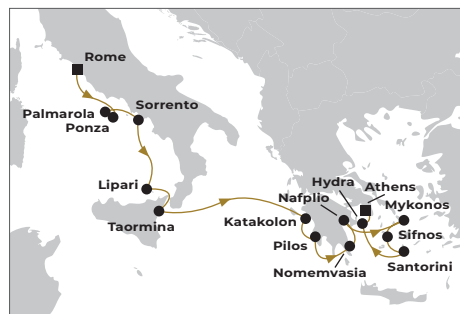 Rome
Palmarola
Ponza
Sorrento
Lipari
Taormina
Hydra
Athens
Nafplio
Mykonos
Katakolon
Sifnos
Pilos
Santorini
Nomemvasia